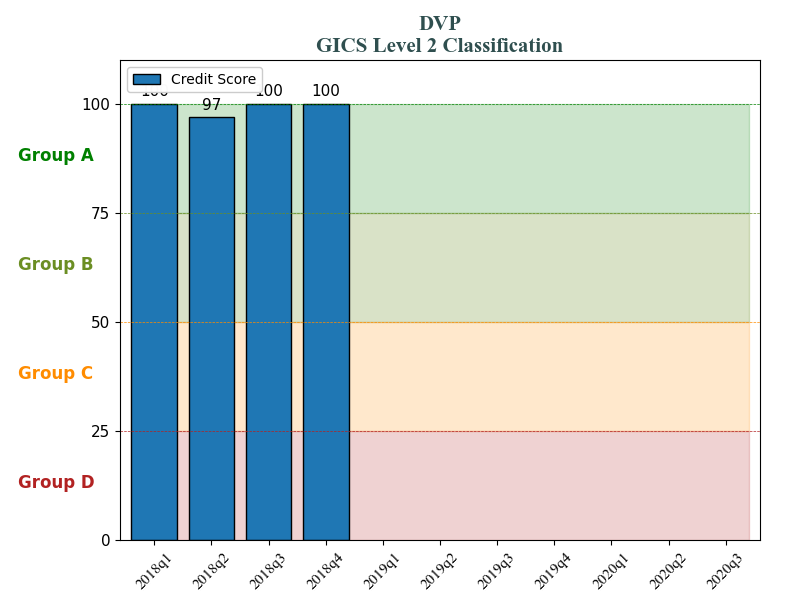 DVP
GICS Level 2 Classification
Credit Score
100
97
100
100
100
75
50
25
0
Group A
Group B
Group C
Group D
2018q1
2018q2
2018q3
2018q4
2019q1
2019q2
2019q3
2019q4
2020q1
2020q2
2020q3